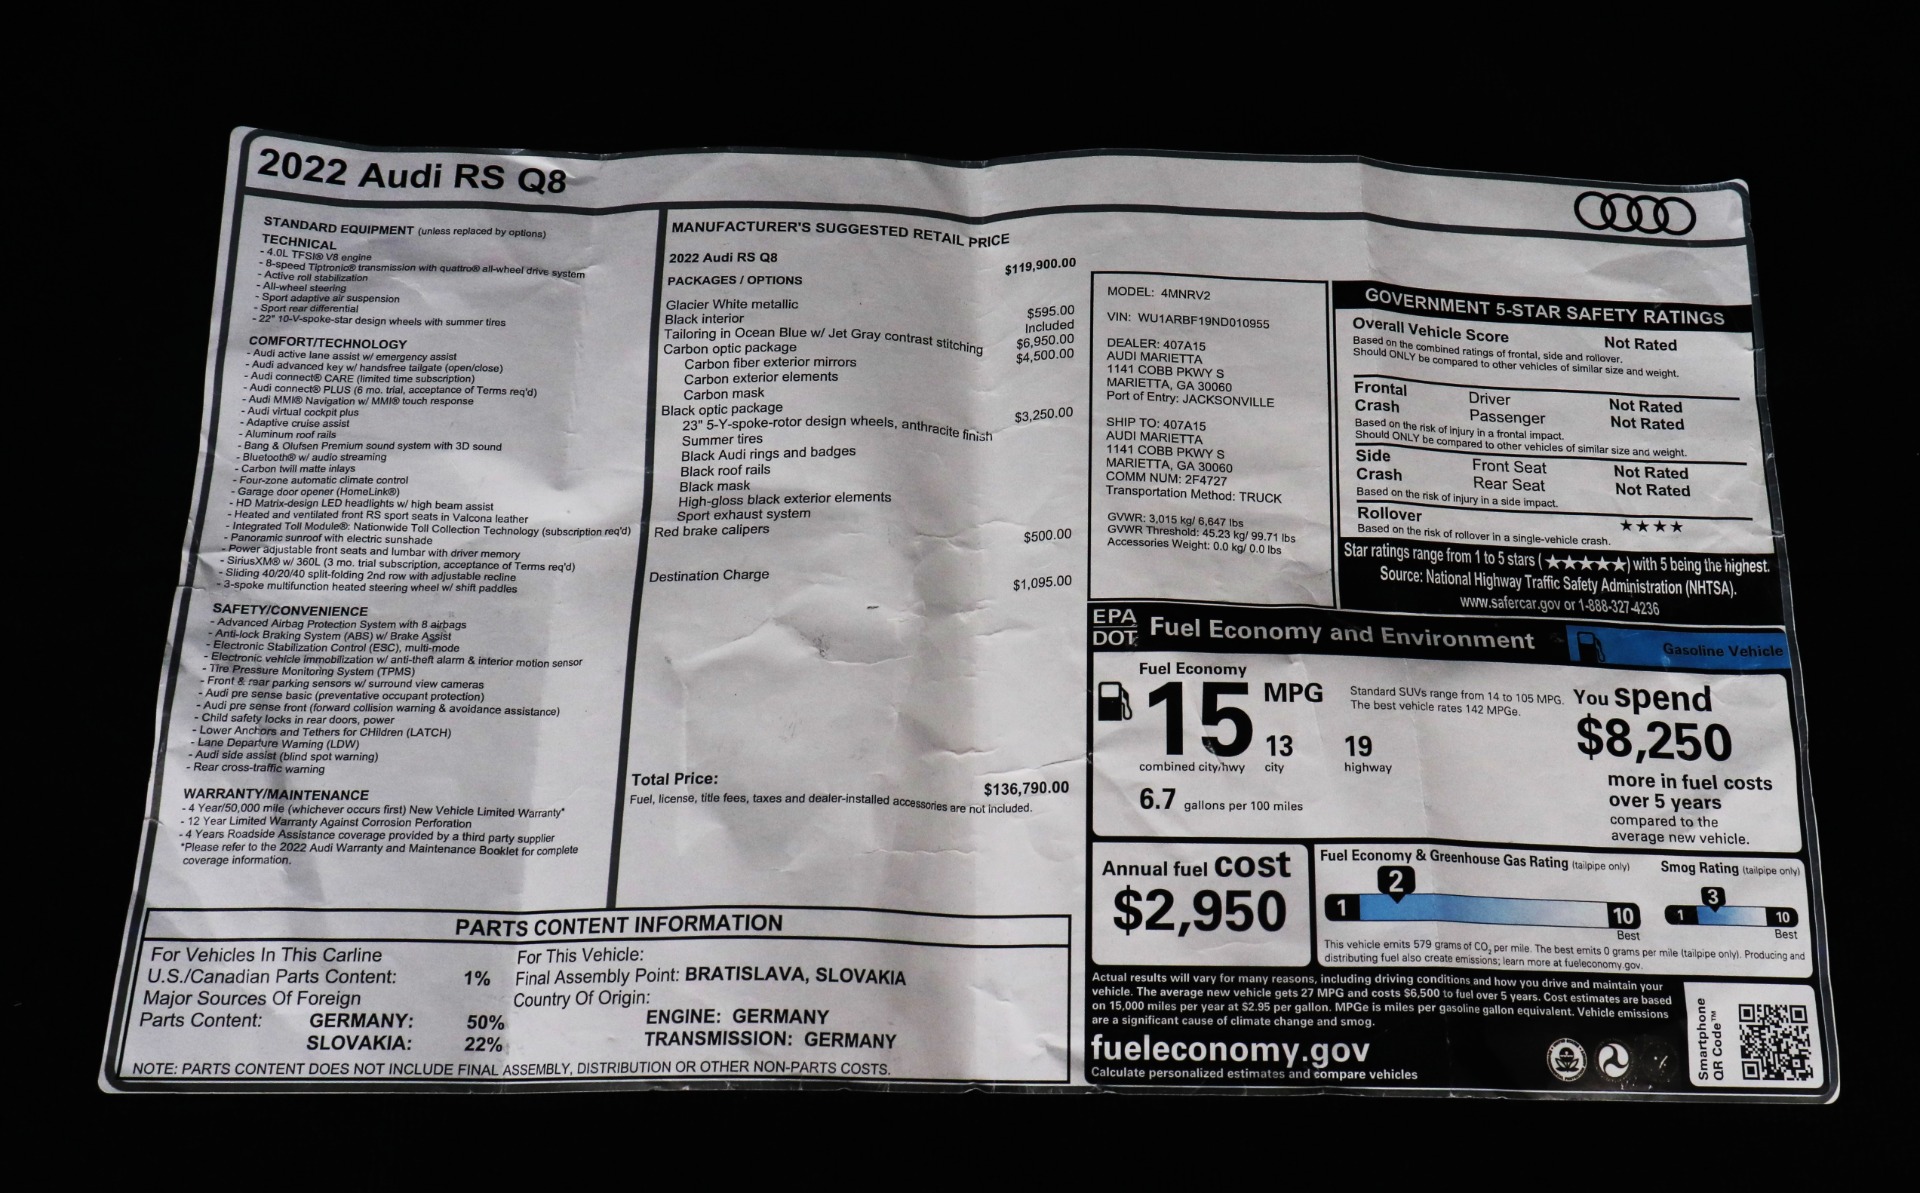 2022 Audi RS Q8
STANDARD EQUIPMENT (unless replaced by options)
TECHNICAL
- 4.0L TFSI® V8 engine
- 8-speed Tiptronic® transmission with quattro® all-wheel drive system
- Active roll stabilization
- All-wheel steering
- Sport adaptive air suspension
- Sport rear differential
- 22" 10-V-spoke-star design wheels with summer tires
COMFORT/TECHNOLOGY
- Audi active lane assist w/ emergency assist
- Audi advanced key w/ handsfree tailgate (open/close)
- Audi connect® CARE (limited time subscription)
- Audi connect® PLUS (6 mo. trial, acceptance of Terms req'd)
- Audi MMI® Navigation w/ MMI® touch response
- Audi virtual cockpit plus
- Adaptive cruise assist
- Aluminum roof rails
- Bang & Olufsen Premium sound system with 3D sound
- Bluetooth® w/ audio streaming
- Carbon twill matte inlays
- Four-zone automatic climate control
- Garage door opener (HomeLink®)
- HD Matrix-design LED headlights w/ high beam assist
- Heated and ventilated front RS sport seats in Valcona leather
- Integrated Toll Module®: Nationwide Toll Collection Technology (subscription req'd)
- Panoramic sunroof with electric sunshade
- Power adjustable front seats and lumbar with driver memory
- SiriusXM® w/ 360L (3 mo. trial subscription, acceptance of Terms req'd)
- Sliding 40/20/40 split-folding 2nd row with adjustable recline
- 3-spoke multifunction heated steering wheel w/ shift paddles
SAFETY/CONVENIENCE
- Advanced Airbag Protection System with 8 airbags
- Anti-lock Braking System (ABS) w/ Brake Assist
- Electronic Stabilization Control (ESC), multi-mode
- Electronic vehicle immobilization w/ anti-theft alarm & interior motion sensor
- Tire Pressure Monitoring System (TPMS)
- Front & rear parking sensors w/ surround view cameras
- Audi pre sense basic (preventative occupant protection)
- Audi pre sense front (forward collision warning & avoidance assistance)
- Child safety locks in rear doors, power
- Lower Anchors and Tethers for CHildren (LATCH)
- Lane Departure Warning (LDW)
- Audi side assist (blind spot warning)
- Rear cross-traffic warning
WARRANTY/MAINTENANCE
- 4 Year/50,000 mile (whichever occurs first) New Vehicle Limited Warranty*
- 12 Year Limited Warranty Against Corrosion Perforation
- 4 Years Roadside Assistance coverage provided by a third party supplier
*Please refer to the 2022 Audi Warranty and Maintenance Booklet for complete
coverage information.
MANUFACTURER'S SUGGESTED RETAIL PRICE
2022 Audi RS Q8 $119,900.00
PACKAGES / OPTIONS
Glacier White metallic $595.00
Black interior Included
Tailoring in Ocean Blue w/ Jet Gray contrast stitching $6,950.00
Carbon optic package $4,500.00
Carbon fiber exterior mirrors
Carbon exterior elements
Carbon mask
Black optic package $3,250.00
23" 5-Y-spoke-rotor design wheels, anthracite finish
Summer tires
Black Audi rings and badges
Black roof rails
Black mask
High-gloss black exterior elements
Sport exhaust system
Red brake calipers $500.00
Destination Charge $1,095.00
Total Price: $136,790.00
Fuel, license, title fees, taxes and dealer-installed accessories are not included.
MODEL: 4MNRV2
VIN: WU1ARBF19ND010955
DEALER: 407A15
AUDI MARIETTA
1141 COBB PKWY S
MARIETTA, GA 30060
Port of Entry: JACKSONVILLE
SHIP TO: 407A15
AUDI MARIETTA
1141 COBB PKWY S
MARIETTA, GA 30060
COMM NUM: 2F4727
Transportation Method: TRUCK
GVWR: 3,015 kg/ 6,647 lbs
GVWR Threshold: 45.23 kg/ 99.71 lbs
Accessories Weight: 0.0 kg/ 0.0 lbs
GOVERNMENT 5-STAR SAFETY RATINGS
Overall Vehicle Score Not Rated
Based on the combined ratings of frontal, side and rollover.
Should ONLY be compared to other vehicles of similar size and weight.
Frontal Driver Not Rated
Crash Passenger Not Rated
Based on the risk of injury in a frontal impact.
Should ONLY be compared to other vehicles of similar size and weight.
Side Front Seat Not Rated
Crash Rear Seat Not Rated
Based on the risk of injury in a side impact.
Rollover ★★★★
Based on the risk of rollover in a single-vehicle crash.
Star ratings range from 1 to 5 stars (★★★★★) with 5 being the highest.
Source: National Highway Traffic Safety Administration (NHTSA).
www.safercar.gov or 1-888-327-4236
EPA
DOT
Fuel Economy and Environment
Gasoline Vehicle
Fuel Economy
15 MPG
combined city/hwy
13 city
19 highway
6.7 gallons per 100 miles
Standard SUVs range from 14 to 105 MPG.
The best vehicle rates 142 MPGe.
You spend
$8,250
more in fuel costs
over 5 years
compared to the
average new vehicle.
Annual fuel cost
$2,950
Fuel Economy & Greenhouse Gas Rating (tailpipe only)
2
1 10
Best
Smog Rating (tailpipe only)
3
1 10
Best
This vehicle emits 579 grams of CO₂ per mile. The best emits 0 grams per mile (tailpipe only). Producing and
distributing fuel also create emissions; learn more at fueleconomy.gov.
Actual results will vary for many reasons, including driving conditions and how you drive and maintain your
vehicle. The average new vehicle gets 27 MPG and costs $6,500 to fuel over 5 years. Cost estimates are based
on 15,000 miles per year at $2.95 per gallon. MPGe is miles per gasoline gallon equivalent. Vehicle emissions
are a significant cause of climate change and smog.
fueleconomy.gov
Calculate personalized estimates and compare vehicles
Smartphone
QR Code™
PARTS CONTENT INFORMATION
For Vehicles In This Carline
U.S./Canadian Parts Content: 1%
Major Sources Of Foreign
Parts Content: GERMANY: 50%
SLOVAKIA: 22%
For This Vehicle:
Final Assembly Point: BRATISLAVA, SLOVAKIA
Country Of Origin:
ENGINE: GERMANY
TRANSMISSION: GERMANY
NOTE: PARTS CONTENT DOES NOT INCLUDE FINAL ASSEMBLY, DISTRIBUTION OR OTHER NON-PARTS COSTS.